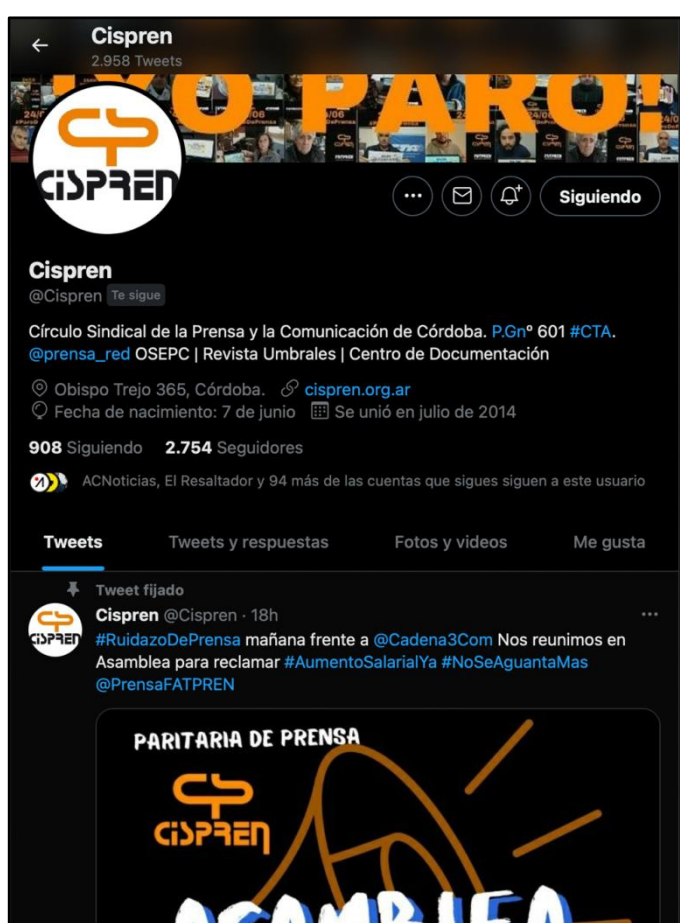 Cispren
2.958 Tweets
¡YO PARO!
CISPREN
Siguiendo
Cispren
@Cispren Te sigue
Círculo Sindical de la Prensa y la Comunicación de Córdoba. P.Gnº 601 #CTA.
@prensa_red OSEPC | Revista Umbrales | Centro de Documentación
Obispo Trejo 365, Córdoba. cispren.org.ar
Fecha de nacimiento: 7 de junio Se unió en julio de 2014
908 Siguiendo 2.754 Seguidores
ACNoticias, El Resaltador y 94 más de las cuentas que sigues siguen a este usuario
Tweets Tweets y respuestas Fotos y videos Me gusta
Tweet fijado
Cispren @Cispren · 18h
CISPREN
#RuidazoDePrensa mañana frente a @Cadena3Com Nos reunimos en
Asamblea para reclamar #AumentoSalarialYa #NoSeAguantaMas
@PrensaFATPREN
PARITARIA DE PRENSA
CISPREN
ASAMBLEA